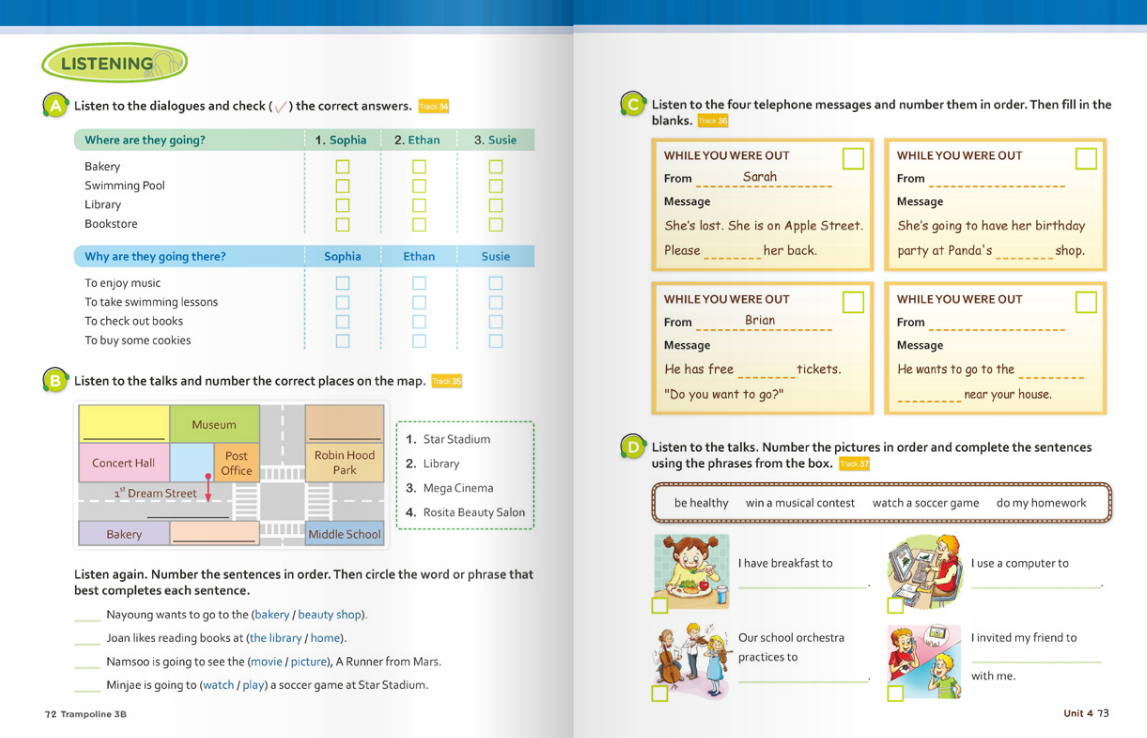 LISTENING
A Listen to the dialogues and check (✓) the correct answers. Track 34
Where are they going? 1. Sophia 2. Ethan 3. Susie
Bakery
Swimming Pool
Library
Bookstore
Why are they going there? Sophia Ethan Susie
To enjoy music
To take swimming lessons
To check out books
To buy some cookies
B Listen to the talks and number the correct places on the map. Track 35
Museum
Concert Hall
Post
Office
Robin Hood
Park
1st Dream Street
Bakery
Middle School
1. Star Stadium
2. Library
3. Mega Cinema
4. Rosita Beauty Salon
Listen again. Number the sentences in order. Then circle the word or phrase that
best completes each sentence.
____ Nayoung wants to go to the (bakery / beauty shop).
____ Joan likes reading books at (the library / home).
____ Namsoo is going to see the (movie / picture), A Runner from Mars.
____ Minjae is going to (watch / play) a soccer game at Star Stadium.
72 Trampoline 3B
C Listen to the four telephone messages and number them in order. Then fill in the
blanks. Track 36
WHILE YOU WERE OUT
From Sarah
Message
She's lost. She is on Apple Street.
Please ________ her back.
WHILE YOU WERE OUT
From
Message
She's going to have her birthday
party at Panda's ________ shop.
WHILE YOU WERE OUT
From Brian
Message
He has free ________ tickets.
"Do you want to go?"
WHILE YOU WERE OUT
From
Message
He wants to go to the ________
________ near your house.
D Listen to the talks. Number the pictures in order and complete the sentences
using the phrases from the box. Track 37
be healthy win a musical contest watch a soccer game do my homework
I have breakfast to
________.
I use a computer to
________.
Our school orchestra
practices to
________.
I invited my friend to
________
with me.
Unit 4 73